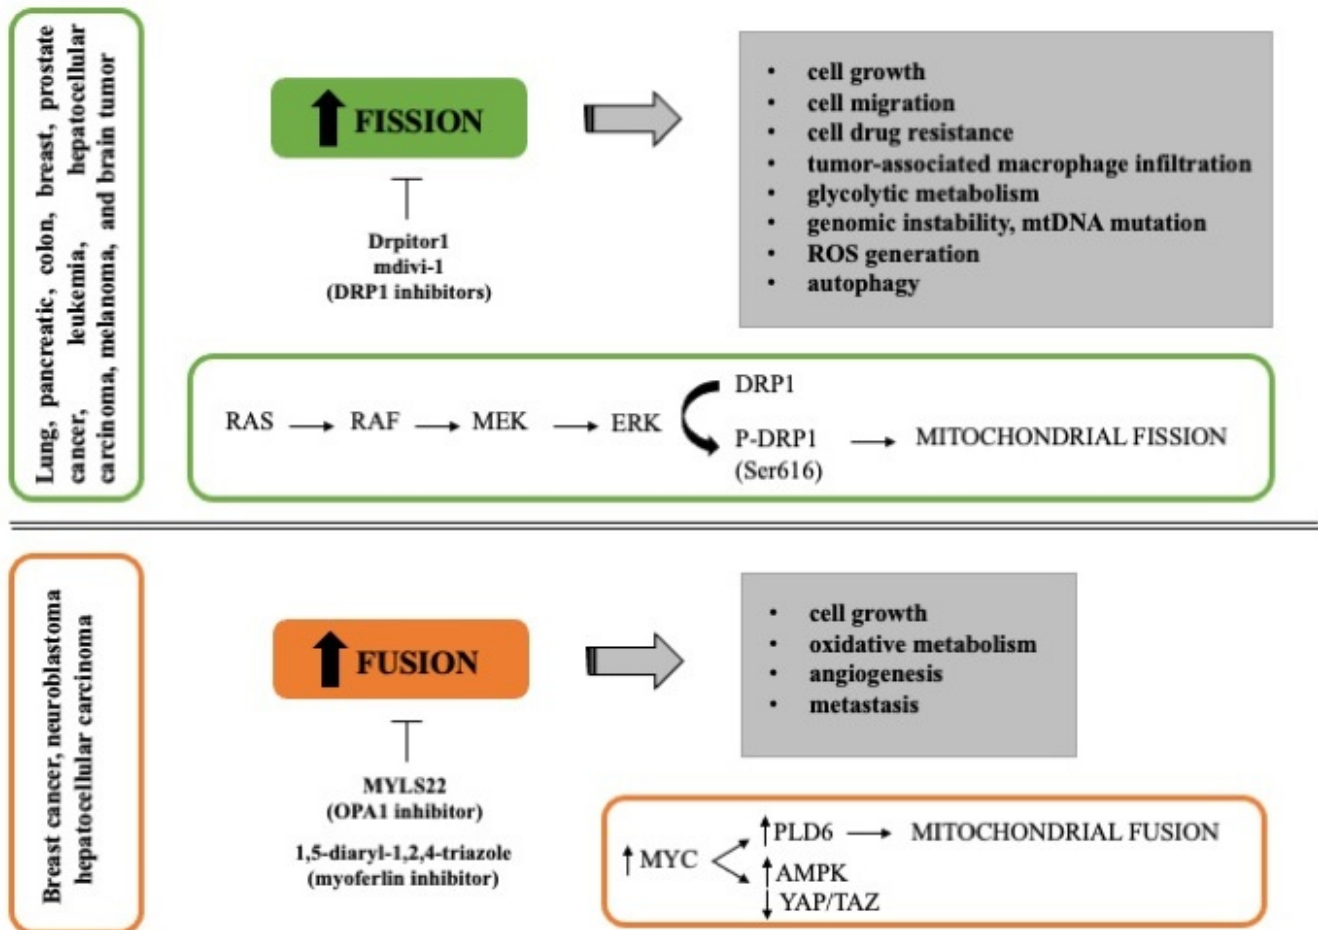 Lung, pancreatic, colon, breast, prostate
cancer, leukemia, hepatocellular
carcinoma, melanoma, and brain tumor
FISSION
Drpitor1
mdivi-1
(DRP1 inhibitors)
• cell growth
• cell migration
• cell drug resistance
• tumor-associated macrophage infiltration
• glycolytic metabolism
• genomic instability, mtDNA mutation
• ROS generation
• autophagy
RAS → RAF → MEK → ERK
DRP1
P-DRP1 → MITOCHONDRIAL FISSION
(Ser616)
Breast cancer, neuroblastoma
hepatocellular carcinoma
FUSION
MYLS22
(OPA1 inhibitor)
1,5-diaryl-1,2,4-triazole
(myoferlin inhibitor)
• cell growth
• oxidative metabolism
• angiogenesis
• metastasis
↑ MYC
↑ PLD6 → MITOCHONDRIAL FUSION
↑ AMPK
↓ YAP/TAZ